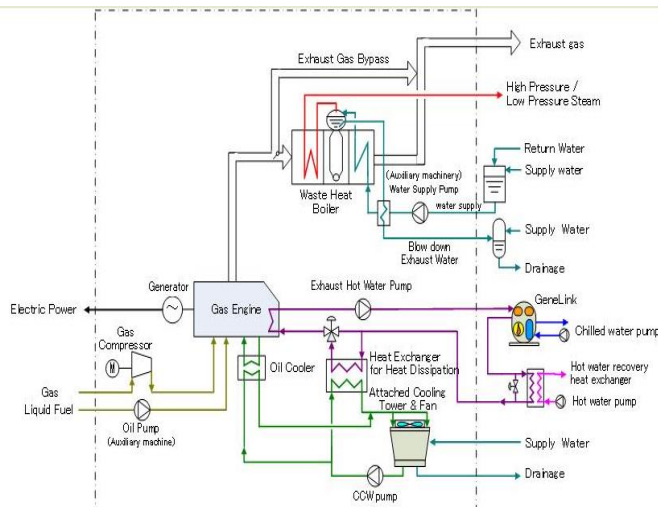 Exhaust gas
Exhaust Gas Bypass
High Pressure /
Low Pressure Steam
Return Water
Supply water
(Auxiliary machinery)
Water Supply Pump
water supply
Waste Heat
Boiler
Blow down
Exhaust Water
Supply Water
Drainage
Generator
Exhaust Hot Water Pump
GeneLink
Electric Power
Gas Engine
Chilled water pump
Gas
Compressor
M
Oil Cooler
Heat Exchanger
for Heat Dissipation
Hot water recovery
heat exchanger
Gas
Attached Cooling
Tower & Fan
Hot water pump
Liquid Fuel
Oil Pump
(Auxiliary machine)
Supply Water
CCW pump
Drainage